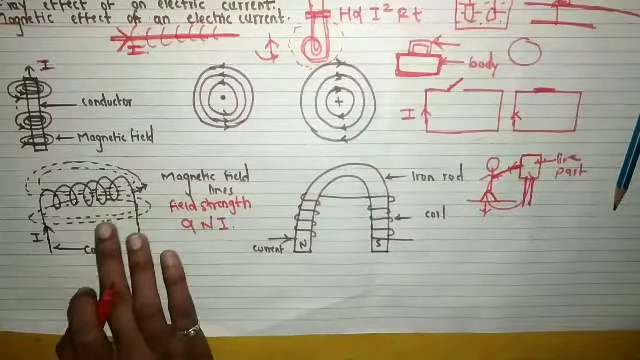 effect of an electric current.
Magnetic effect of an electric current.
H α I² R t
I
I
conductor
Magnetic field
body
I
Magnetic field
lines
field strength
α N I.
Iron rod
coil
live
part
I
current
N
S